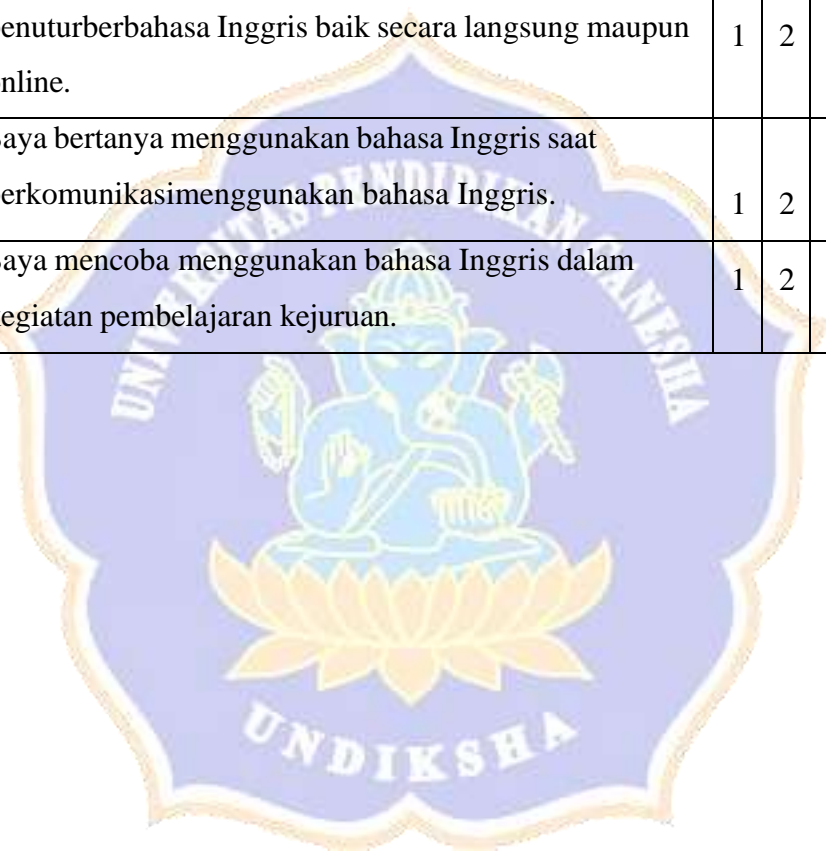 enuturberbahasa Inggris baik secara langsung maupun
nline.
1 2
aya bertanya menggunakan bahasa Inggris saat
erkomunikasimenggunakan bahasa Inggris.
1 2
aya mencoba menggunakan bahasa Inggris dalam
egiatan pembelajaran kejuruan.
1 2
UNIVERSITAS PENDIDIKAN GANESHA
UNDIKSHA